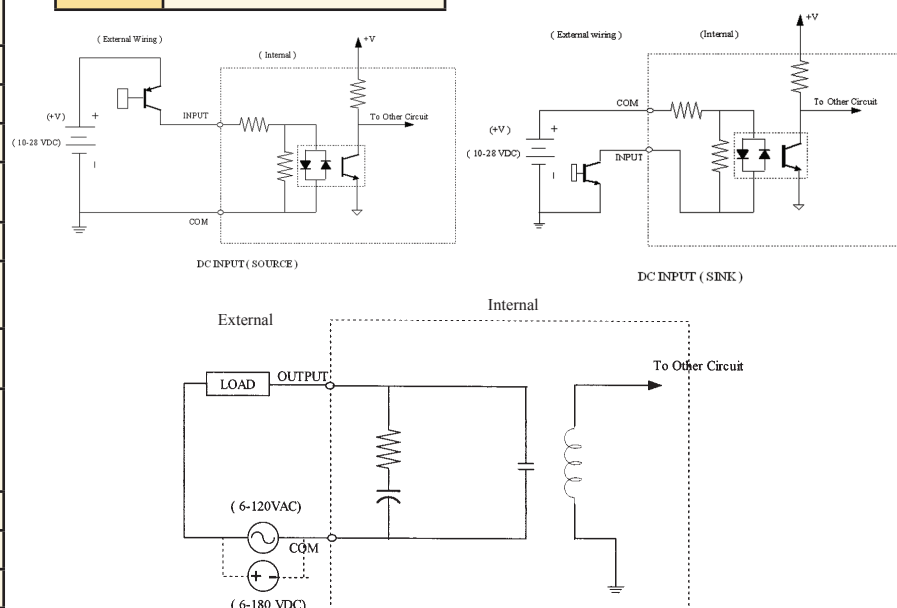 ( External Wiring )
( Internal )
+V
(+V )
+
( 10-28 VDC)
INPUT
To Other Circuit
COM
DC INPUT ( SOURCE )
( External wiring )
(Internal )
+V
COM
To Other Circuit
(+V )
+
( 10-28 VDC)
INPUT
DC INPUT ( SINK )
Internal
External
To Other Circuit
LOAD
OUTPUT
( 6-120VAC)
COM
+ -
( 6-180 VDC)